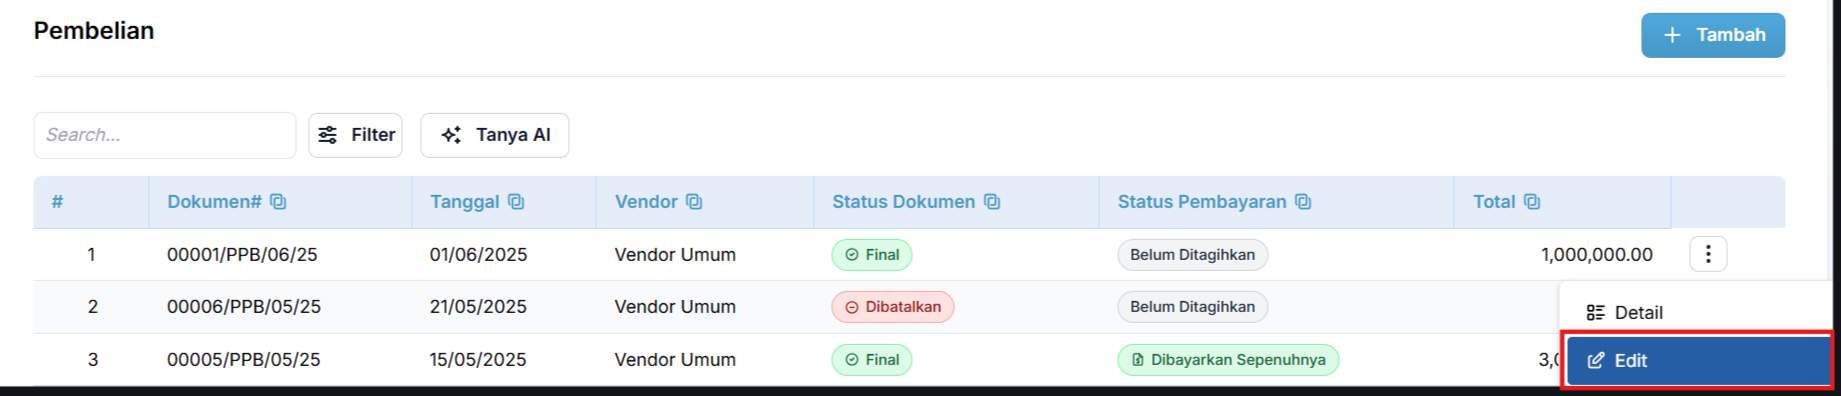 Pembelian
+ Tambah
Search...
Filter
Tanya AI
# Dokumen# Tanggal Vendor Status Dokumen Status Pembayaran Total
1 00001/PPB/06/25 01/06/2025 Vendor Umum Final Belum Ditagihkan 1,000,000.00
2 00006/PPB/05/25 21/05/2025 Vendor Umum Dibatalkan Belum Ditagihkan
Detail
3 00005/PPB/05/25 15/05/2025 Vendor Umum Final Dibayarkan Sepenuhnya
Edit